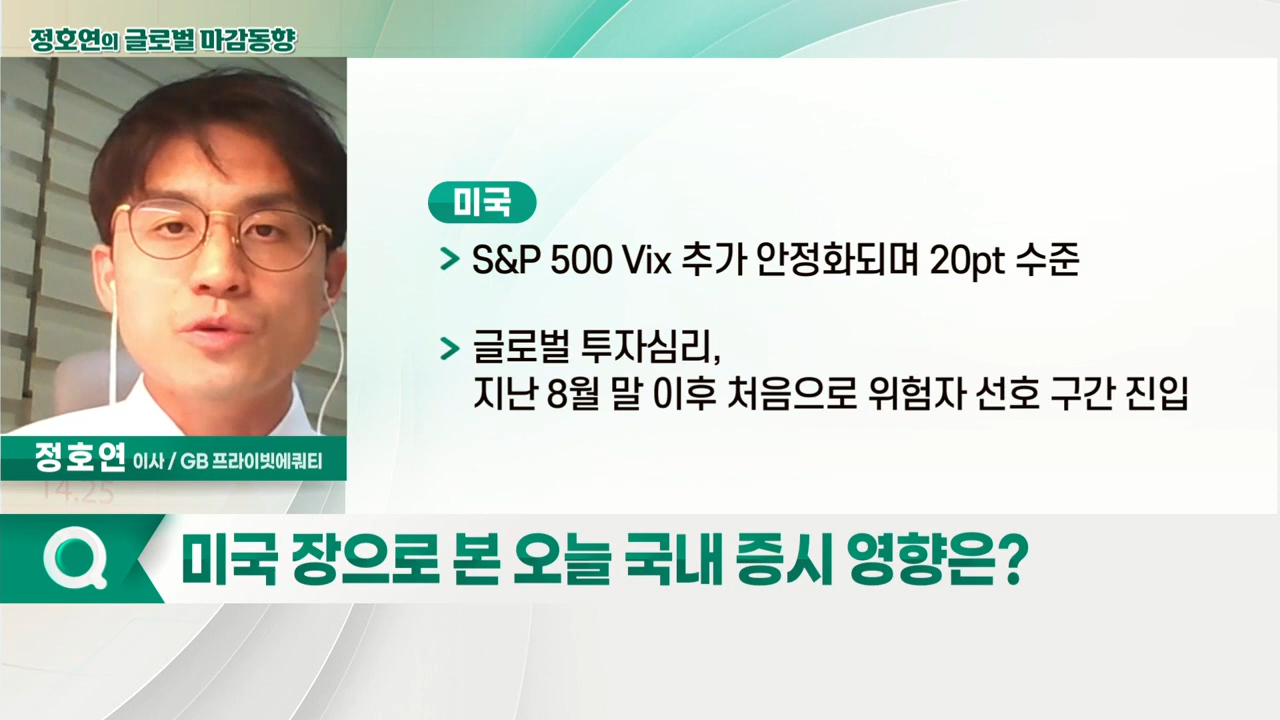 정호연의 글로벌 마감동향
미국
> S&P 500 Vix 추가 안정화되며 20pt 수준
> 글로벌 투자심리,
지난 8월 말 이후 처음으로 위험자 선호 구간 진입
정호연 이사 / GB 프라이빗에쿼티
14.25
Q 미국 장으로 본 오늘 국내 증시 영향은?